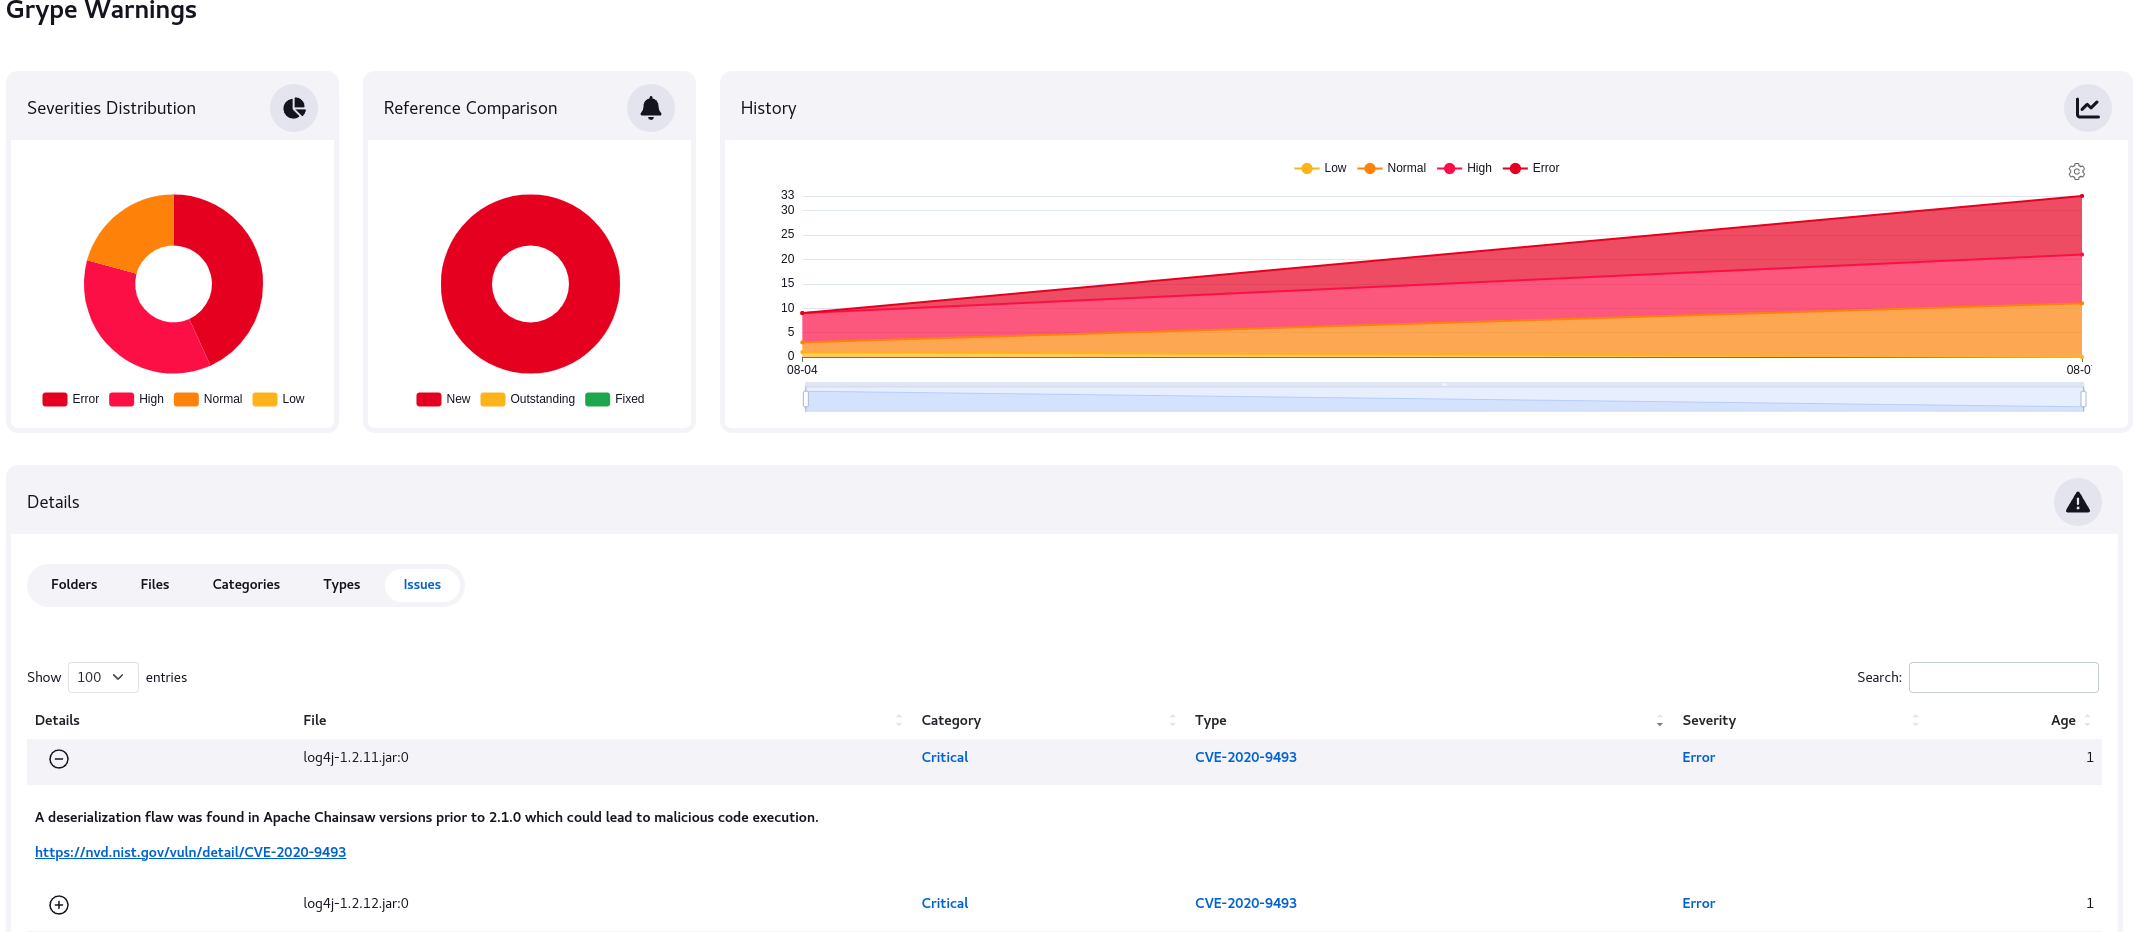 Grype Warnings
Severities Distribution
Error High Normal Low
Reference Comparison
New Outstanding Fixed
History
Low Normal High Error
33
30
25
20
15
10
5
0
08-04
Details
Folders Files Categories Types Issues
Show 100 entries
Search:
Details File Category Type Severity Age
log4j-1.2.11.jar:0 Critical CVE-2020-9493 Error 1
A deserialization flaw was found in Apache Chainsaw versions prior to 2.1.0 which could lead to malicious code execution.
https://nvd.nist.gov/vuln/detail/CVE-2020-9493
log4j-1.2.12.jar:0 Critical CVE-2020-9493 Error 1